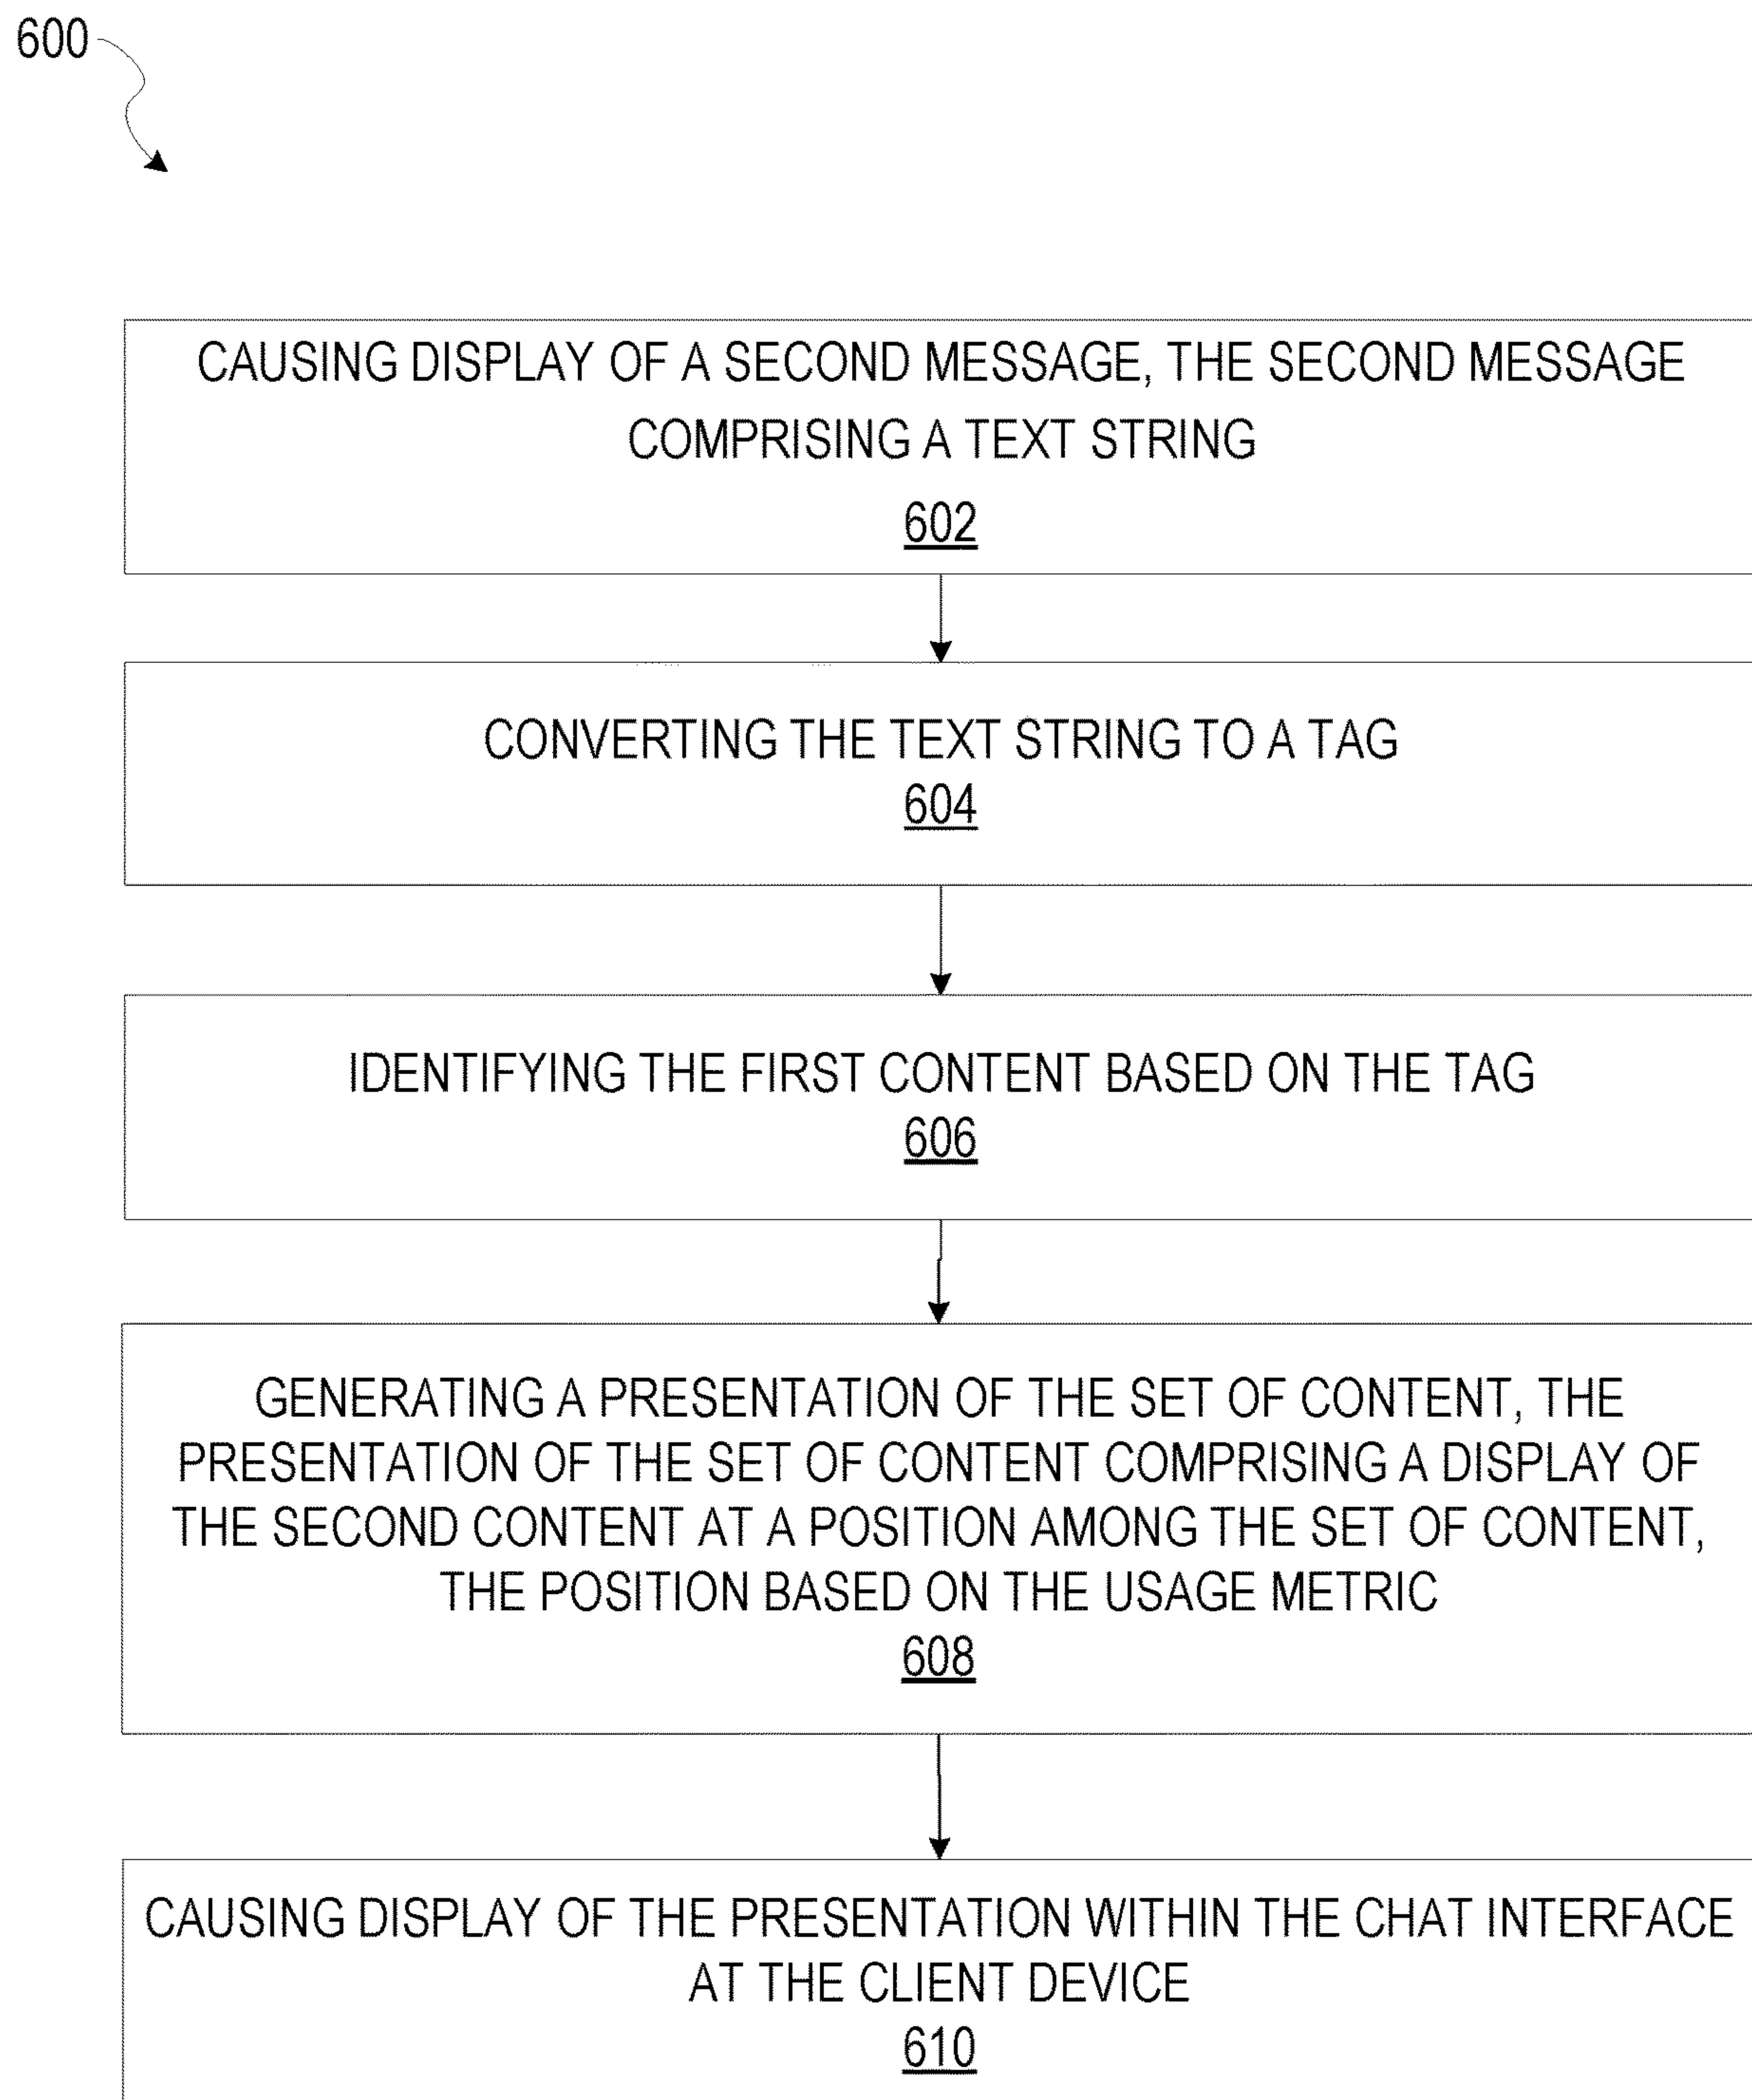 600
CAUSING DISPLAY OF A SECOND MESSAGE, THE SECOND MESSAGE
COMPRISING A TEXT STRING
602
CONVERTING THE TEXT STRING TO A TAG
604
IDENTIFYING THE FIRST CONTENT BASED ON THE TAG
606
GENERATING A PRESENTATION OF THE SET OF CONTENT, THE
PRESENTATION OF THE SET OF CONTENT COMPRISING A DISPLAY OF
THE SECOND CONTENT AT A POSITION AMONG THE SET OF CONTENT,
THE POSITION BASED ON THE USAGE METRIC
608
CAUSING DISPLAY OF THE PRESENTATION WITHIN THE CHAT INTERFACE
AT THE CLIENT DEVICE
610